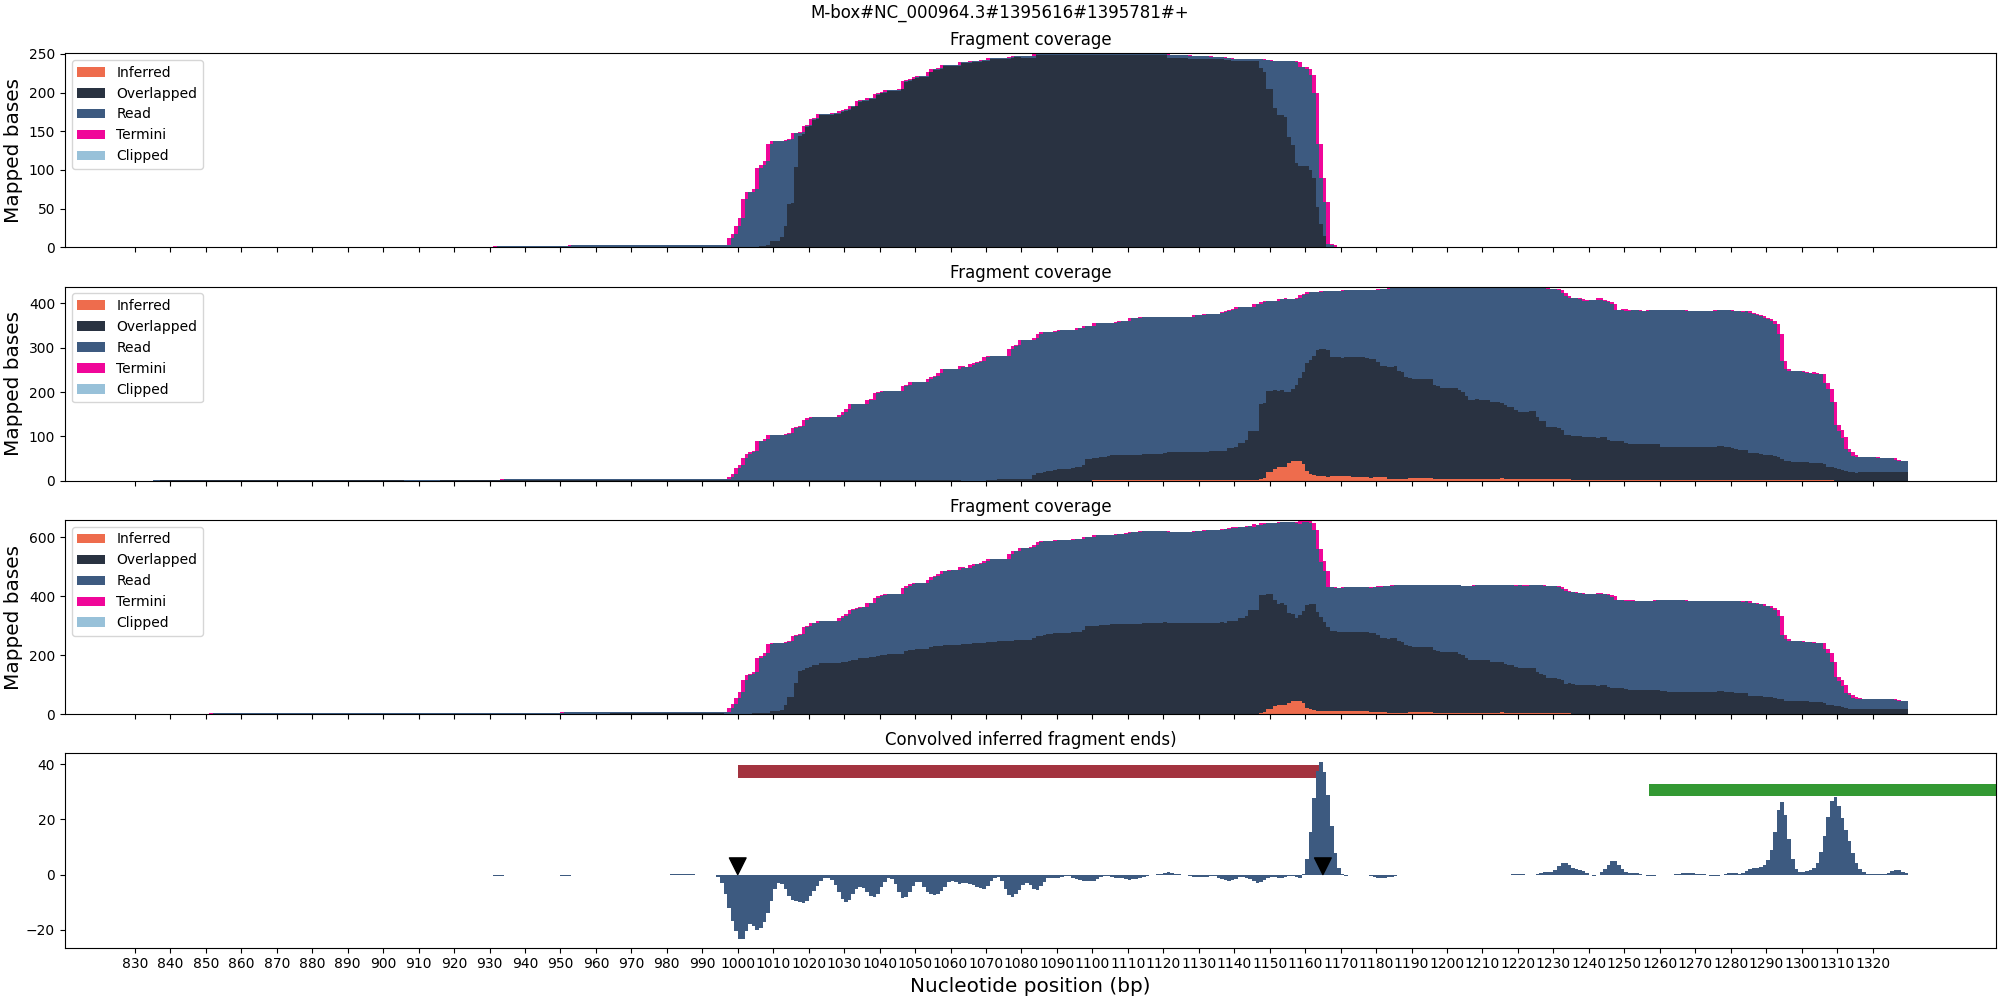 M-box#NC_000964.3#1395616#1395781#+
Fragment coverage
250
200
150
100
50
0
Mapped bases
Inferred
Overlapped
Read
Termini
Clipped
Fragment coverage
400
300
200
100
0
Mapped bases
Inferred
Overlapped
Read
Termini
Clipped
Fragment coverage
600
400
200
0
Mapped bases
Inferred
Overlapped
Read
Termini
Clipped
Convolved inferred fragment ends)
40
20
0
−20
830 840 850 860 870 880 890 900 910 920 930 940 950 960 970 980 990 1000 1010 1020 1030 1040 1050 1060 1070 1080 1090 1100 1110 1120 1130 1140 1150 1160 1170 1180 1190 1200 1210 1220 1230 1240 1250 1260 1270 1280 1290 1300 1310 1320
Nucleotide position (bp)